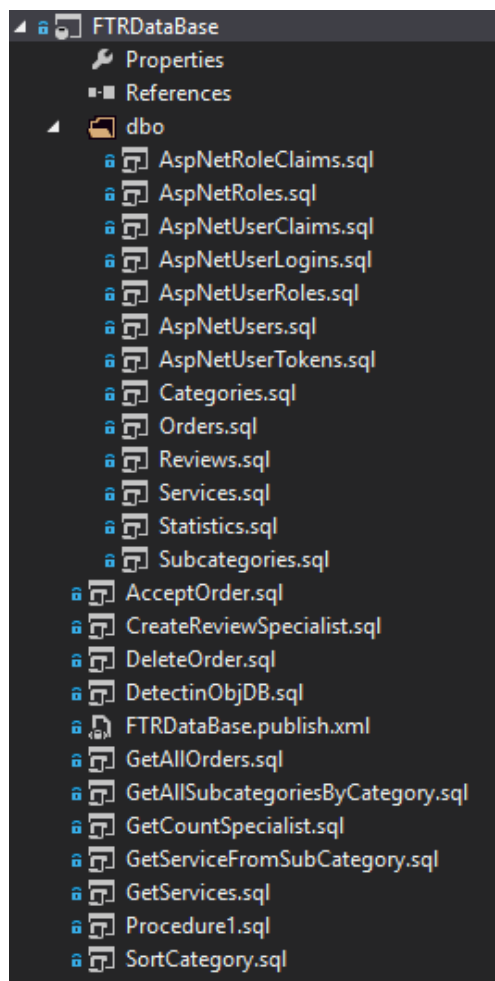 FTRDataBase
Properties
References
dbo
AspNetRoleClaims.sql
AspNetRoles.sql
AspNetUserClaims.sql
AspNetUserLogins.sql
AspNetUserRoles.sql
AspNetUsers.sql
AspNetUserTokens.sql
Categories.sql
Orders.sql
Reviews.sql
Services.sql
Statistics.sql
Subcategories.sql
AcceptOrder.sql
CreateReviewSpecialist.sql
DeleteOrder.sql
DetectinObjDB.sql
FTRDataBase.publish.xml
GetAllOrders.sql
GetAllSubcategoriesByCategory.sql
GetCountSpecialist.sql
GetServiceFromSubCategory.sql
GetServices.sql
Procedure1.sql
SortCategory.sql